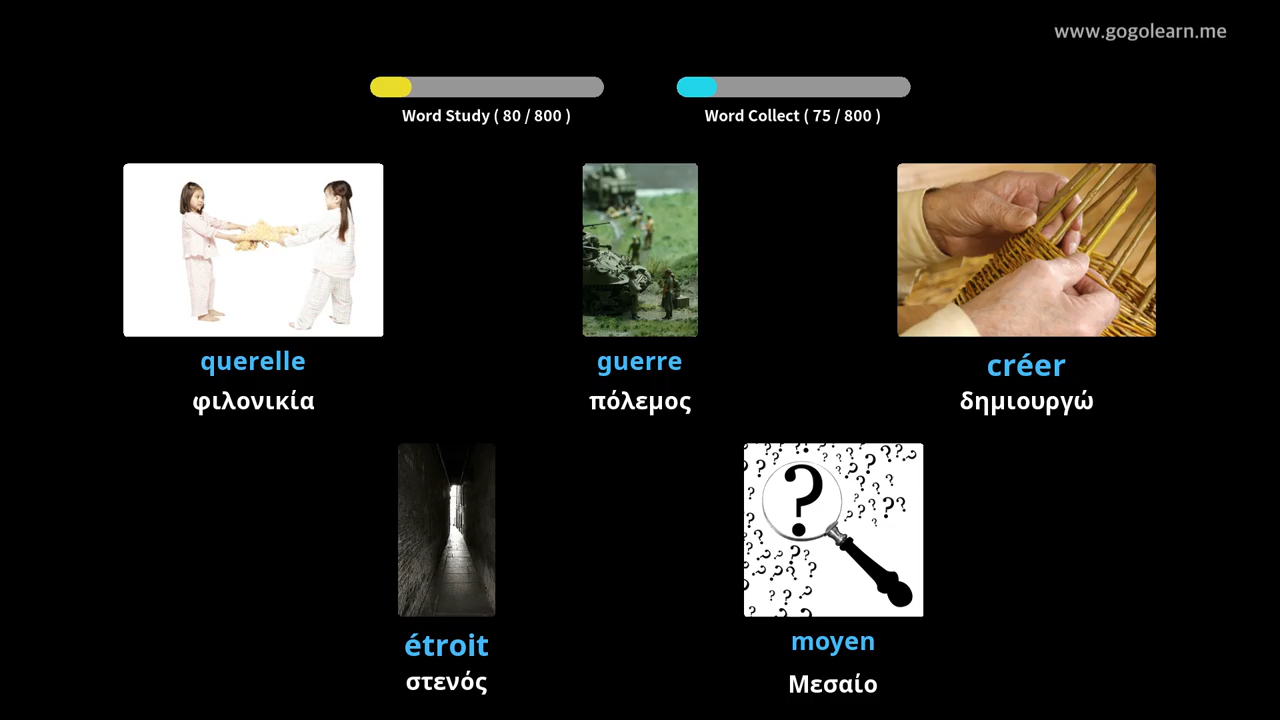 www.gogolearn.me
Word Study ( 80 / 800 )
Word Collect ( 75 / 800 )
querelle
φιλονικία
guerre
πόλεμος
créer
δημιουργώ
étroit
στενός
moyen
Μεσαίο